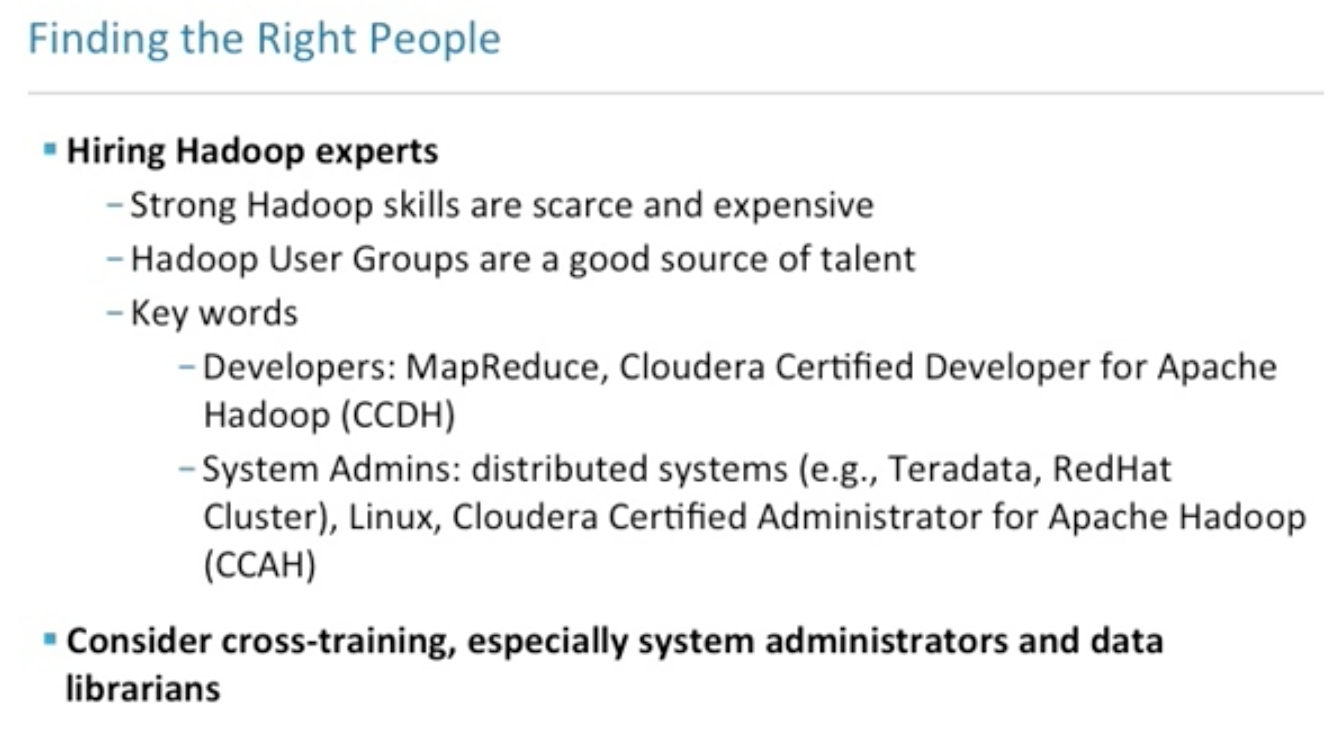 Finding the Right People
▪ Hiring Hadoop experts
– Strong Hadoop skills are scarce and expensive
– Hadoop User Groups are a good source of talent
– Key words
– Developers: MapReduce, Cloudera Certified Developer for Apache
Hadoop (CCDH)
– System Admins: distributed systems (e.g., Teradata, RedHat
Cluster), Linux, Cloudera Certified Administrator for Apache Hadoop
(CCAH)
▪ Consider cross-training, especially system administrators and data
librarians